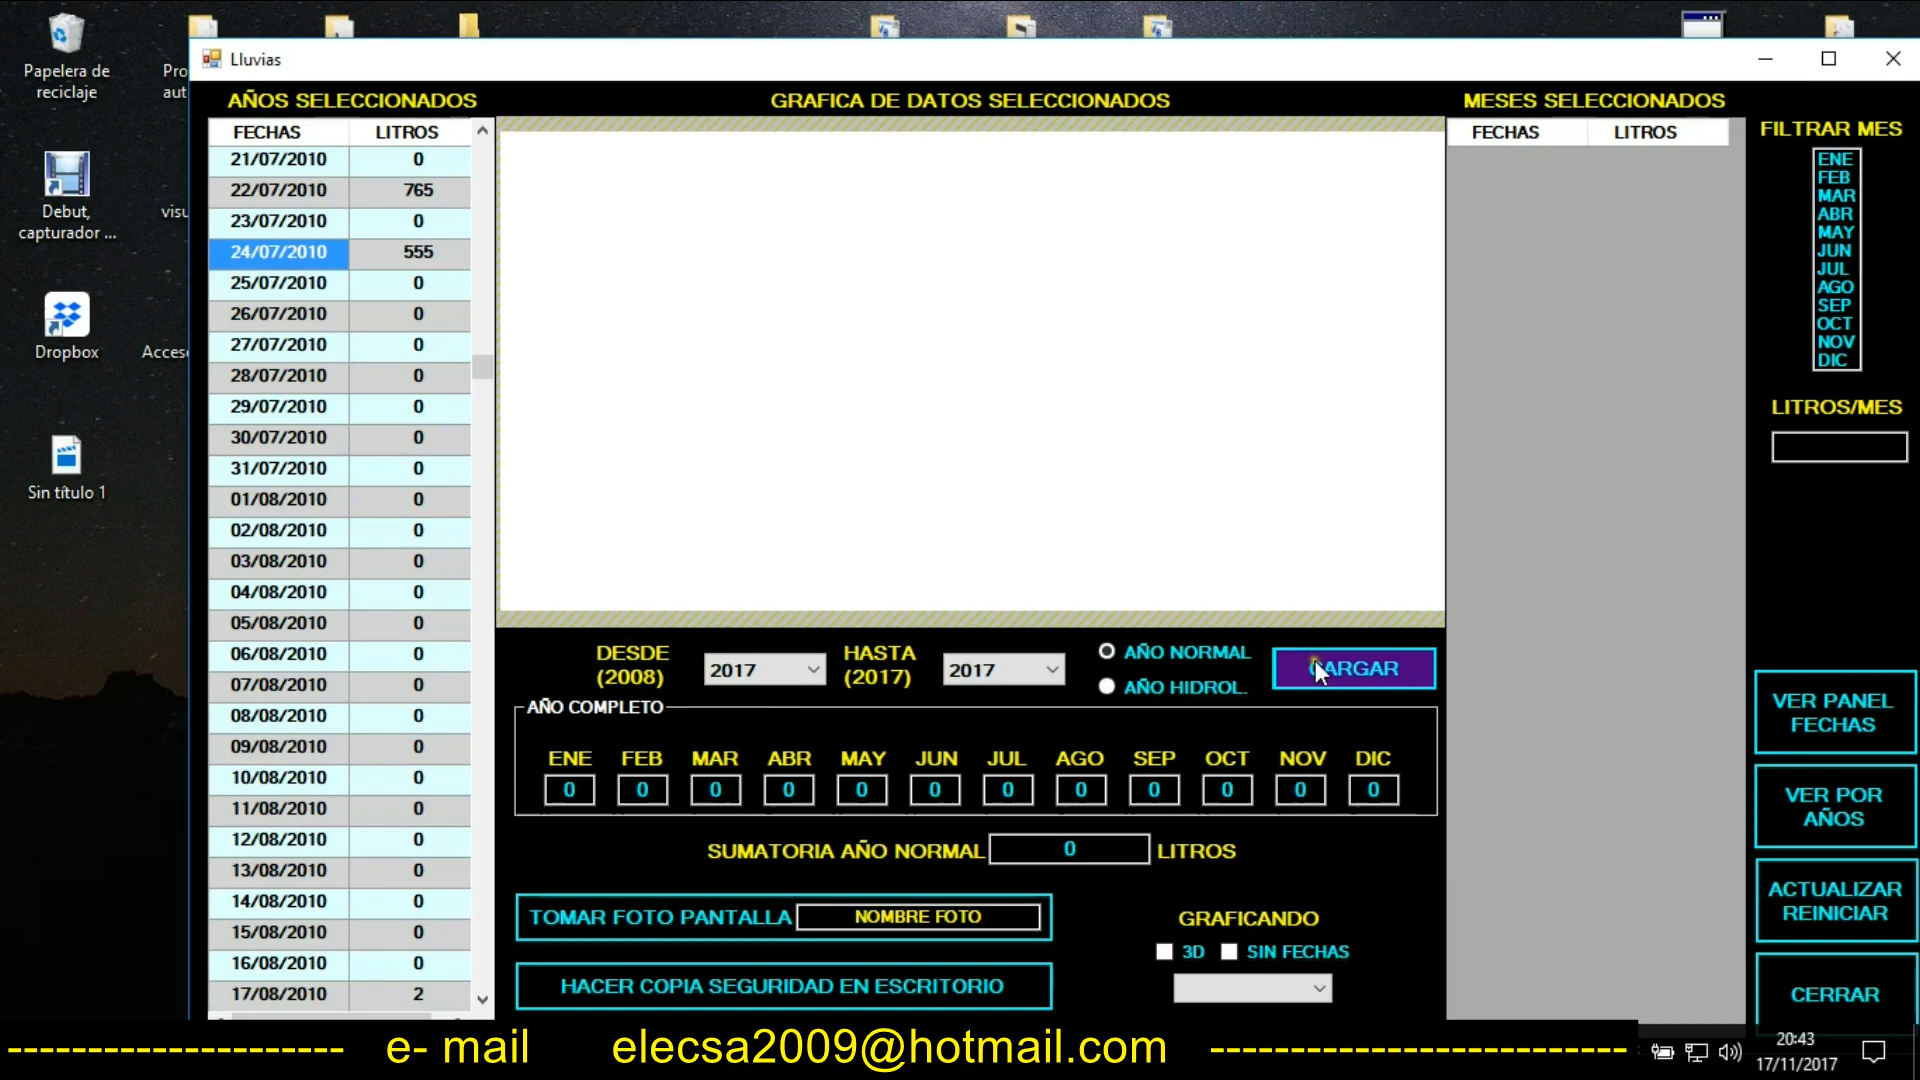 Papelera de
reciclaje
Pro
aut
Debut,
capturador ...
visu
Dropbox
Acces
Sin título 1
Lluvias
AÑOS SELECCIONADOS
FECHAS LITROS
21/07/2010 0
22/07/2010 765
23/07/2010 0
24/07/2010 555
25/07/2010 0
26/07/2010 0
27/07/2010 0
28/07/2010 0
29/07/2010 0
30/07/2010 0
31/07/2010 0
01/08/2010 0
02/08/2010 0
03/08/2010 0
04/08/2010 0
05/08/2010 0
06/08/2010 0
07/08/2010 0
08/08/2010 0
09/08/2010 0
10/08/2010 0
11/08/2010 0
12/08/2010 0
13/08/2010 0
14/08/2010 0
15/08/2010 0
16/08/2010 0
17/08/2010 2
GRAFICA DE DATOS SELECCIONADOS
DESDE
(2008)
2017
HASTA
(2017)
2017
AÑO NORMAL
AÑO HIDROL.
CARGAR
AÑO COMPLETO
ENE FEB MAR ABR MAY JUN JUL AGO SEP OCT NOV DIC
0 0 0 0 0 0 0 0 0 0 0 0
SUMATORIA AÑO NORMAL 0 LITROS
TOMAR FOTO PANTALLA NOMBRE FOTO
HACER COPIA SEGURIDAD EN ESCRITORIO
GRAFICANDO
3D SIN FECHAS
MESES SELECCIONADOS
FECHAS LITROS
FILTRAR MES
ENE
FEB
MAR
ABR
MAY
JUN
JUL
AGO
SEP
OCT
NOV
DIC
LITROS/MES
VER PANEL
FECHAS
VER POR
AÑOS
ACTUALIZAR
REINICIAR
CERRAR
--------------------- e- mail elecsa2009@hotmail.com --------------------------
20:43
17/11/2017